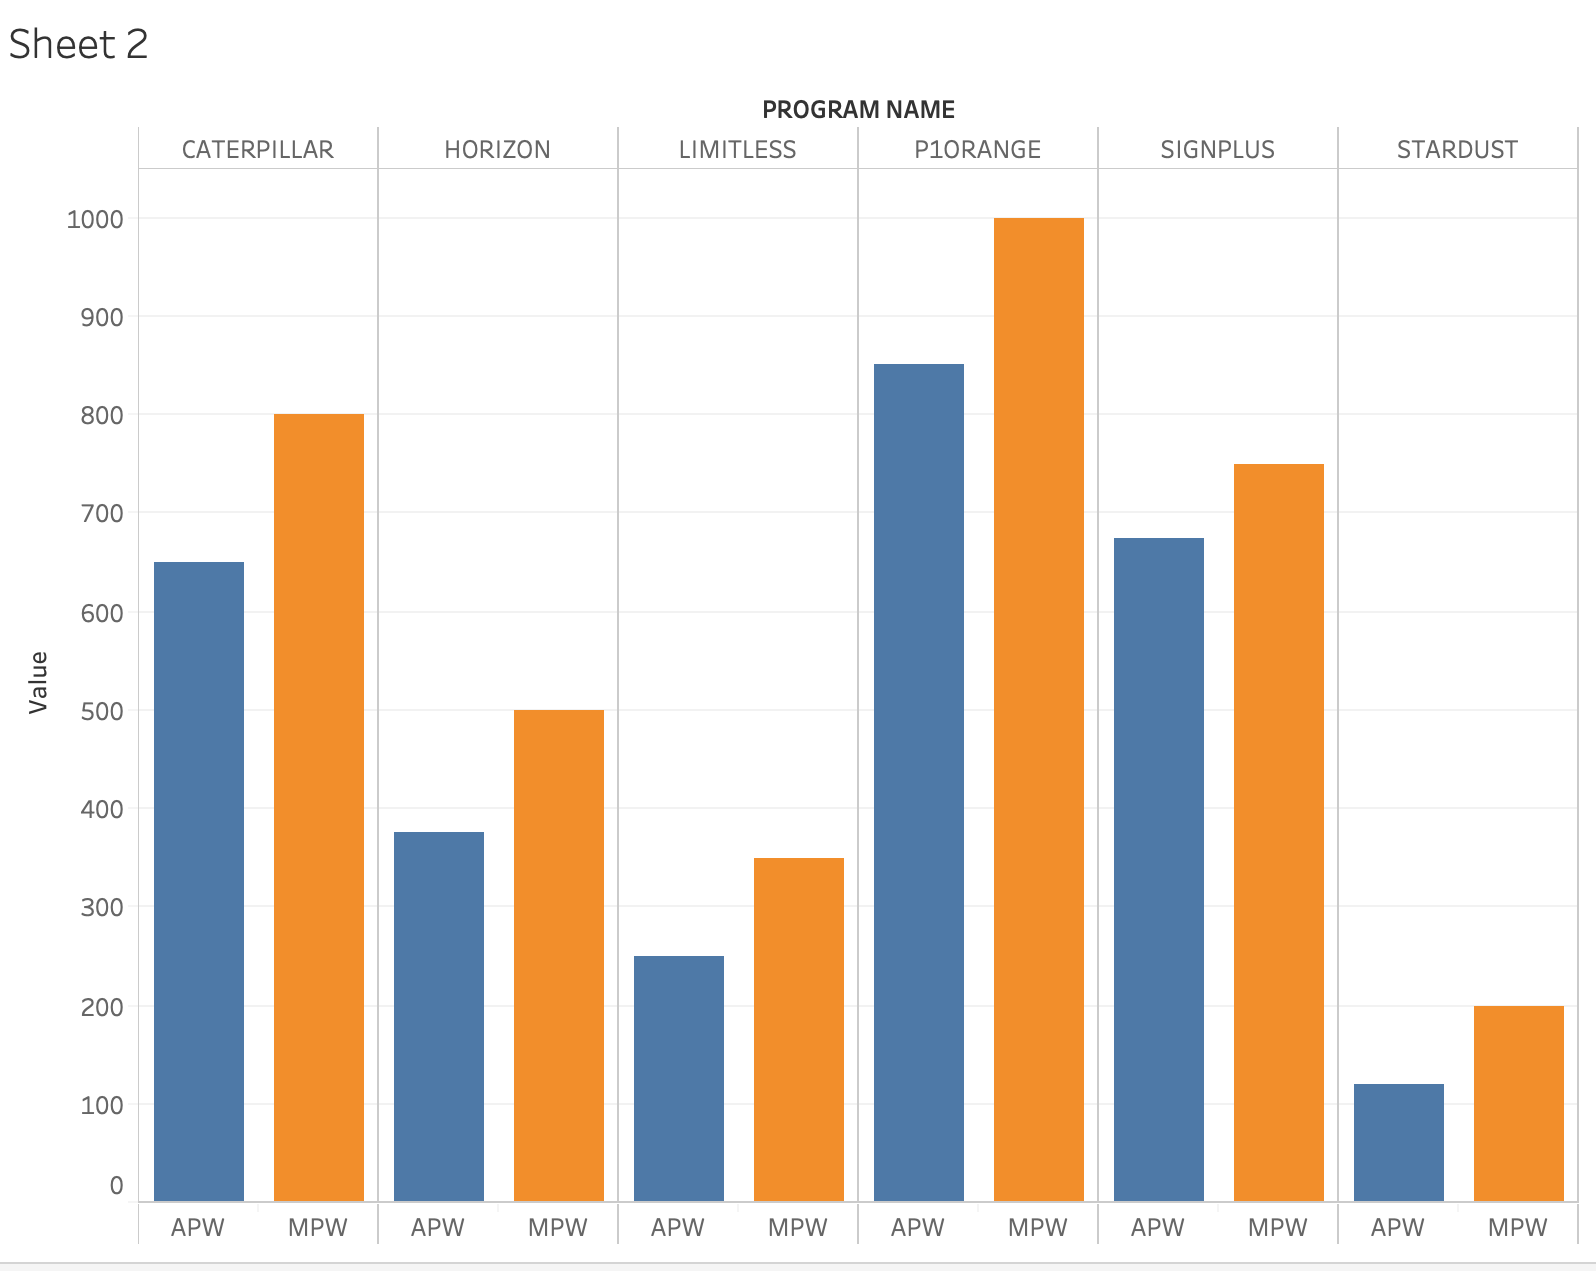 Sheet 2
PROGRAM NAME
CATERPILLAR HORIZON LIMITLESS P1ORANGE SIGNPLUS STARDUST
1000
900
800
700
600
500
400
300
200
100
0
Value
APW MPW APW MPW APW MPW APW MPW APW MPW APW MPW